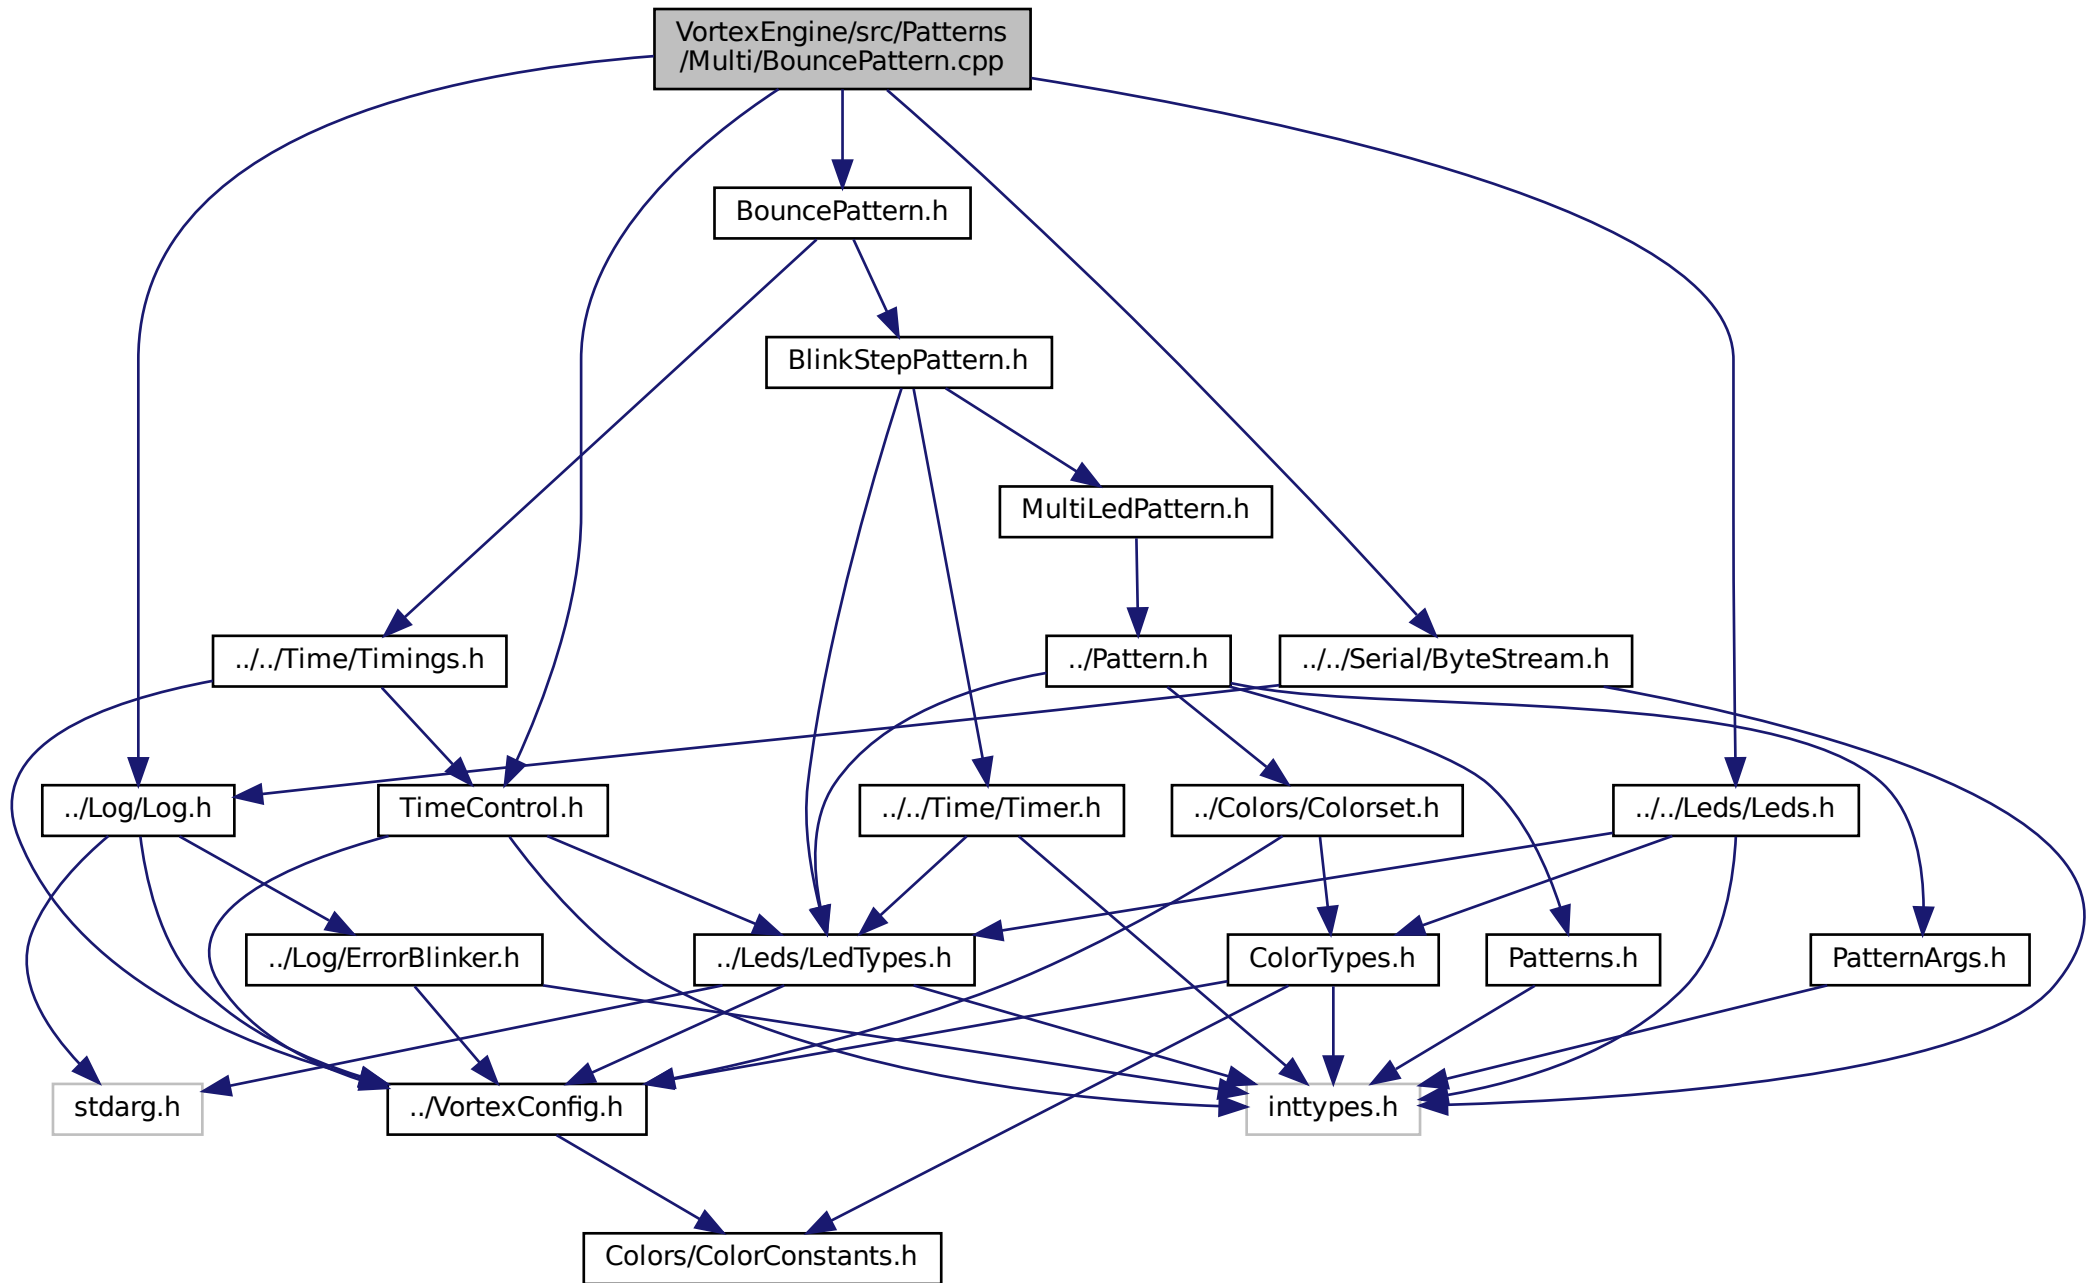 VortexEngine/src/Patterns
/Multi/BouncePattern.cpp
BouncePattern.h
BlinkStepPattern.h
MultiLedPattern.h
../../Time/Timings.h
../Pattern.h
../../Serial/ByteStream.h
../Log/Log.h
TimeControl.h
../../Time/Timer.h
../Colors/Colorset.h
../../Leds/Leds.h
../Log/ErrorBlinker.h
../Leds/LedTypes.h
ColorTypes.h
Patterns.h
PatternArgs.h
stdarg.h
../VortexConfig.h
inttypes.h
Colors/ColorConstants.h